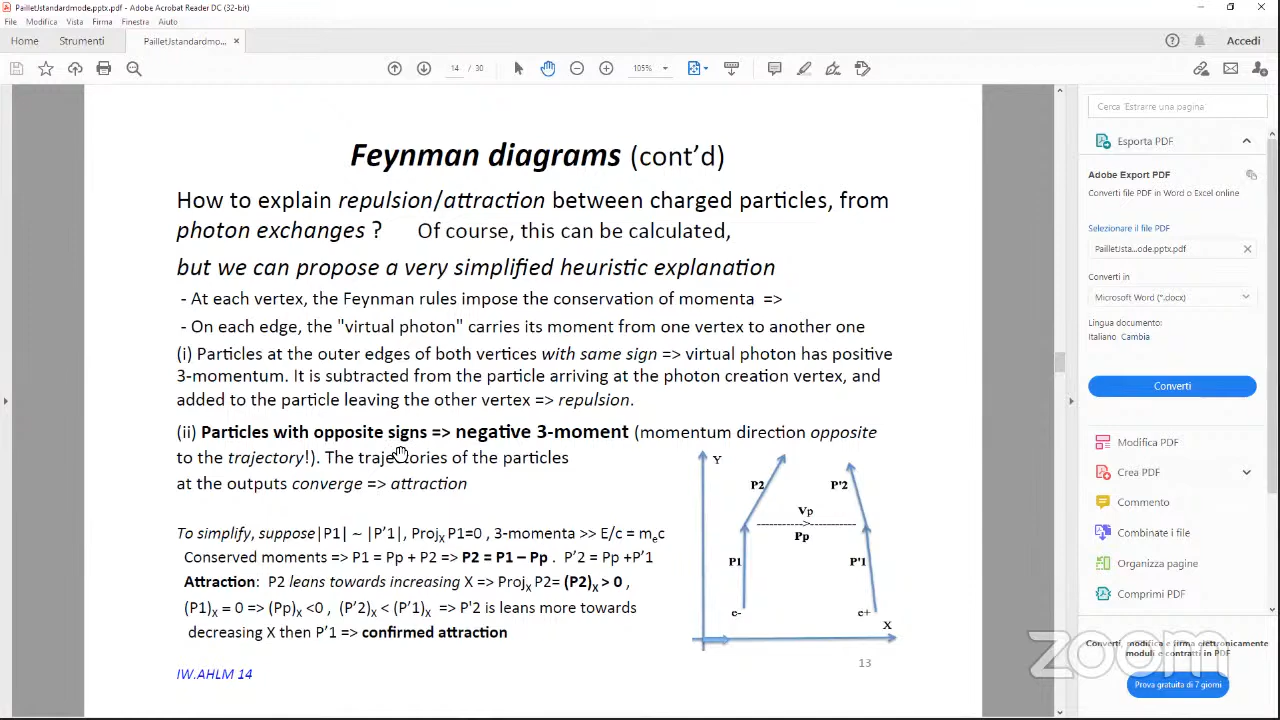 PailletJstandardmode.pptx.pdf - Adobe Acrobat Reader DC (32-bit)
File Modifica Vista Firma Finestra Aiuto
Home Strumenti PailletJstandardmo... ×
Accedi
14 / 30 105%
Feynman diagrams (cont'd)
How to explain repulsion/attraction between charged particles, from
photon exchanges ? Of course, this can be calculated,
but we can propose a very simplified heuristic explanation
- At each vertex, the Feynman rules impose the conservation of momenta =>
- On each edge, the "virtual photon" carries its moment from one vertex to another one
(i) Particles at the outer edges of both vertices with same sign => virtual photon has positive
3-momentum. It is subtracted from the particle arriving at the photon creation vertex, and
added to the particle leaving the other vertex => repulsion.
(ii) Particles with opposite signs => negative 3-moment (momentum direction opposite
to the trajectory!). The trajectories of the particles
at the outputs converge => attraction
To simplify, suppose|P1| ~ |P'1|, ProjX P1=0 , 3-momenta >> E/c = mec
Conserved moments => P1 = Pp + P2 => P2 = P1 – Pp . P'2 = Pp +P'1
Attraction: P2 leans towards increasing X => ProjX P2= (P2)X > 0 ,
(P1)X = 0 => (Pp)X <0 , (P'2)X < (P'1)X => P'2 is leans more towards
decreasing X then P'1 => confirmed attraction
Y
P2
P'2
Vp
Pp
P1
P'1
e-
e+
X
13
IW.AHLM 14
Cerca 'Estrarre una pagina'
Esporta PDF
Adobe Export PDF
Converti file PDF in Word o Excel online
Selezionare il file PDF
PailletJsta...ode.pptx.pdf
Converti in
Microsoft Word (*.docx)
Lingua documento:
Italiano Cambia
Converti
Modifica PDF
Crea PDF
Commento
Combinate i file
Organizza pagine
Comprimi PDF
Converti, modifica e firma elettronicamente
moduli e contratti in PDF
Prova gratuita di 7 giorni
zoom